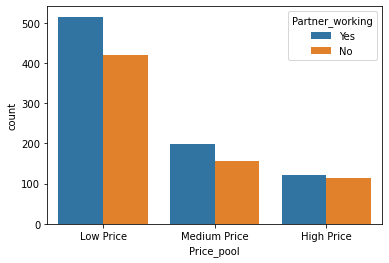 Partner_working
Yes
No
500
400
300
200
100
0
count
Low Price
Medium Price
High Price
Price_pool